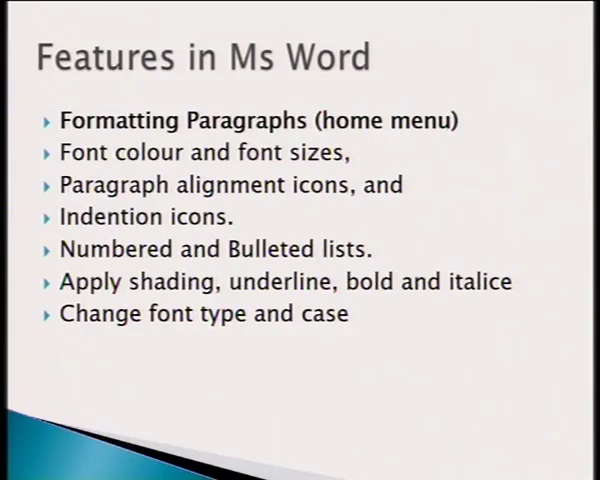 Features in Ms Word
Formatting Paragraphs (home menu)
Font colour and font sizes,
Paragraph alignment icons, and
Indention icons.
Numbered and Bulleted lists.
Apply shading, underline, bold and italice
Change font type and case